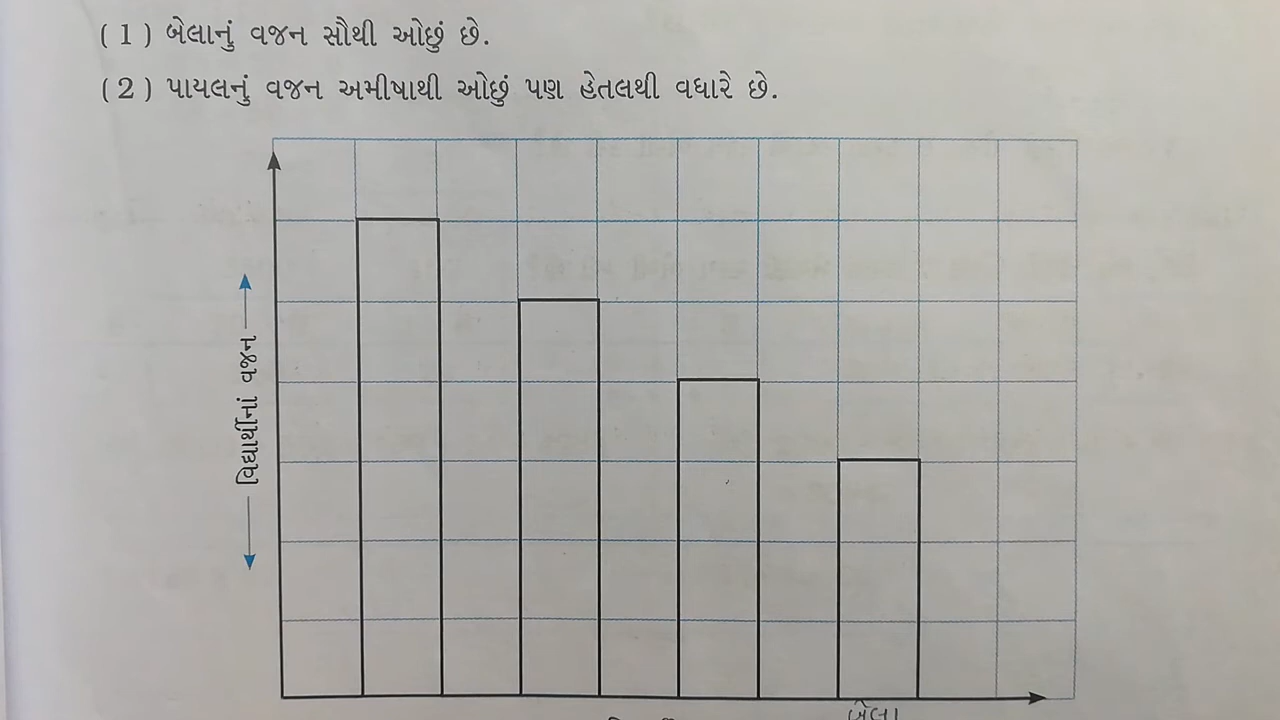 ( 1 ) બેલાનું વજન સૌથી ઓછું છે.
( 2 ) પાયલનું વજન અમીષાથી ઓછું પણ હેતલથી વધારે છે.
વિદ્યાર્થીનાં વજન
બેલા